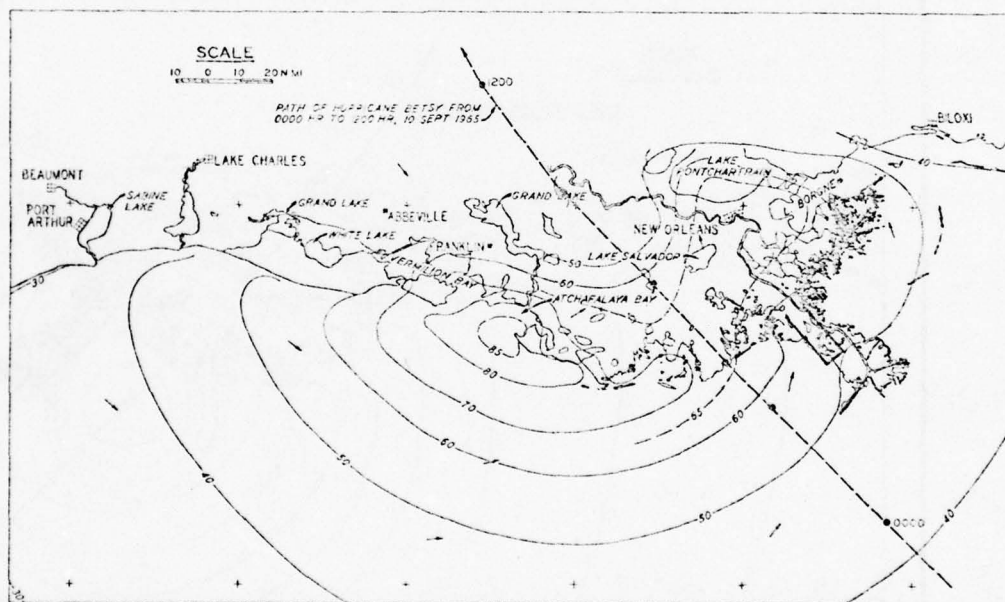 SCALE
10 0 10 20 N MI
1200
PATH OF HURRICANE BETSY FROM
0000 HR TO 1200 HR, 10 SEPT 1965
BILOXI
LAKE CHARLES
BEAUMONT
SABINE
LAKE
PORT
ARTHUR
GRAND LAKE
ABBEVILLE
GRAND LAKE
LAKE
PONTCHARTRAIN
BORGNE
40
WHITE LAKE
FRANKLIN
NEW ORLEANS
VERMILION BAY
50
LAKE SALVADOR
60
ATCHAFALAYA BAY
30
85
80
70
65
60
60
50
40
50
0000
40
30